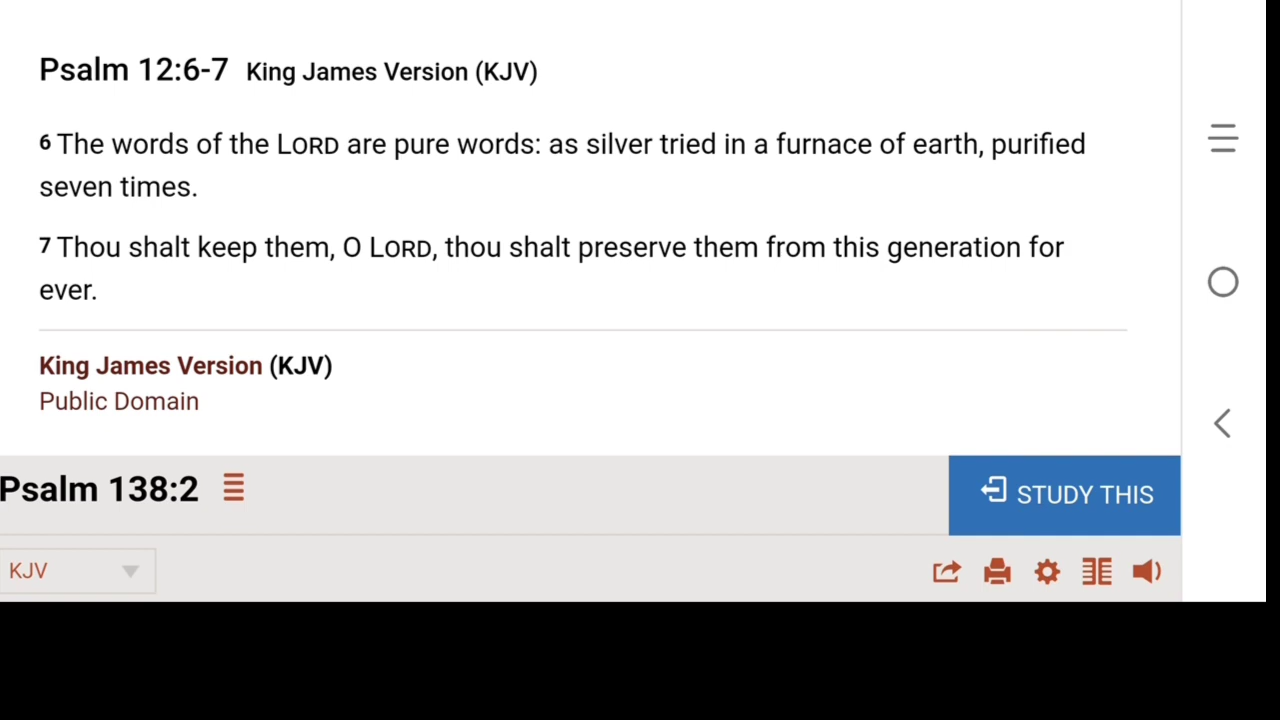 Psalm 12:6-7 King James Version (KJV)
6 The words of the LORD are pure words: as silver tried in a furnace of earth, purified
seven times.
7 Thou shalt keep them, O LORD, thou shalt preserve them from this generation for
ever.
King James Version (KJV)
Public Domain
Psalm 138:2
STUDY THIS
KJV